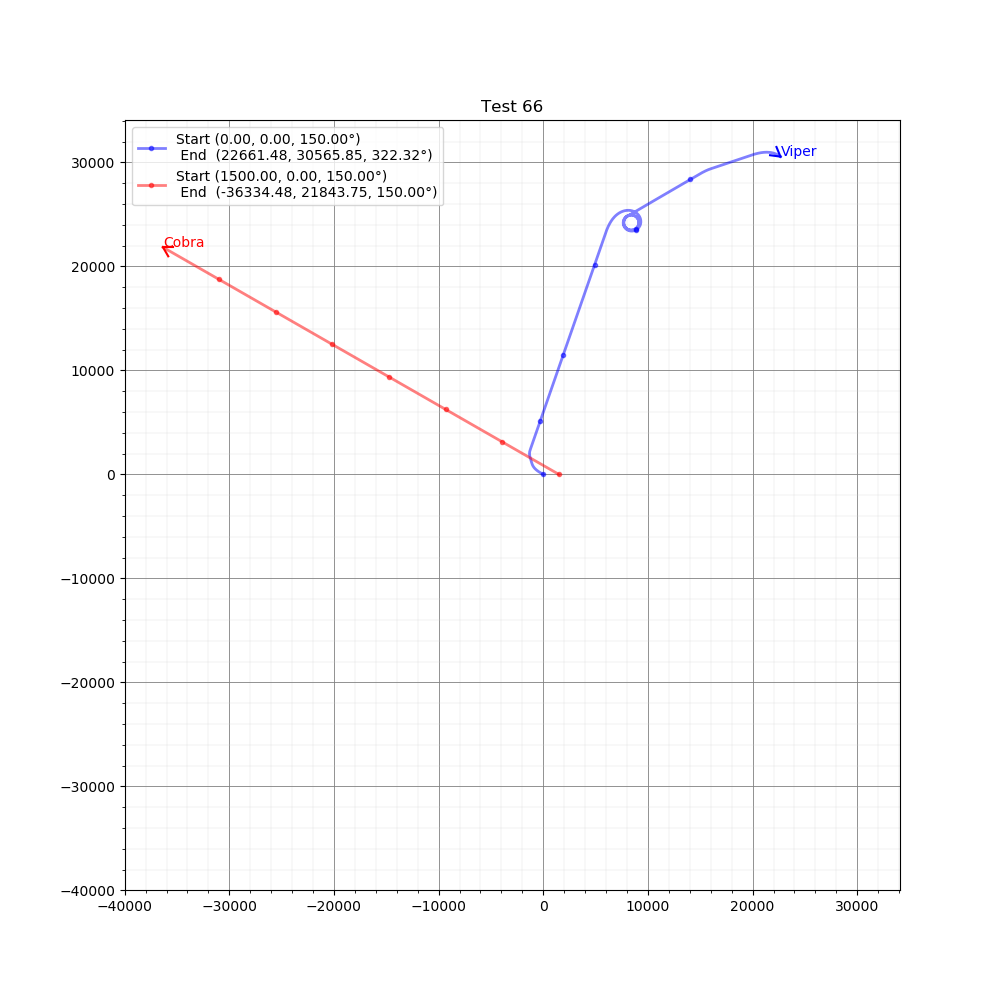 Test 66
Start (0.00, 0.00, 150.00°)
End (22661.48, 30565.85, 322.32°)
Start (1500.00, 0.00, 150.00°)
End (-36334.48, 21843.75, 150.00°)
Viper
Cobra
30000
20000
10000
0
−10000
−20000
−30000
−40000
−40000 −30000 −20000 −10000 0 10000 20000 30000